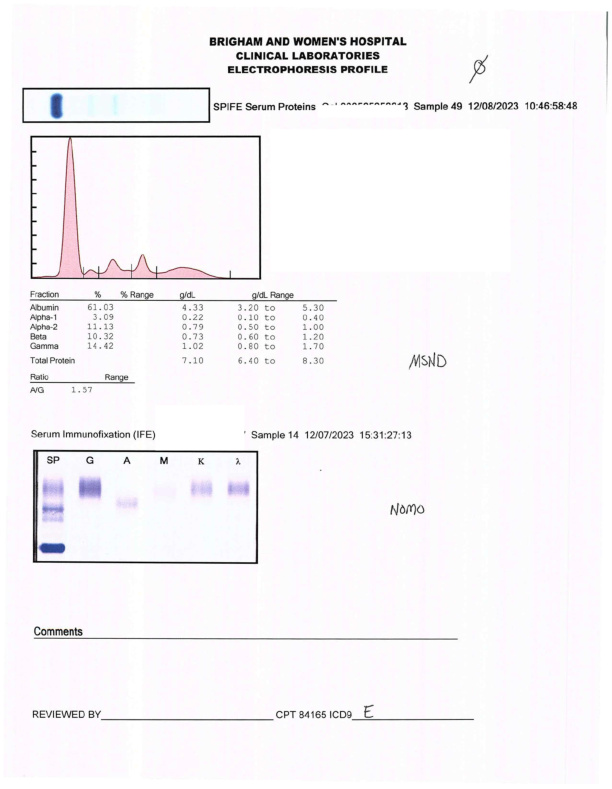 BRIGHAM AND WOMEN'S HOSPITAL
CLINICAL LABORATORIES
ELECTROPHORESIS PROFILE
Ø
SPIFE Serum Proteins Sample 49 12/08/2023 10:46:58:48
Fraction % % Range g/dL g/dL Range
Albumin 61.03 4.33 3.20 to 5.30
Alpha-1 3.09 0.22 0.10 to 0.40
Alpha-2 11.13 0.79 0.50 to 1.00
Beta 10.32 0.73 0.60 to 1.20
Gamma 14.42 1.02 0.80 to 1.70
Total Protein 7.10 6.40 to 8.30
MSND
Ratio Range
A/G 1.57
Serum Immunofixation (IFE) Sample 14 12/07/2023 15:31:27:13
SP G A M K λ
NOMO
Comments
REVIEWED BY CPT 84165 ICD9 E